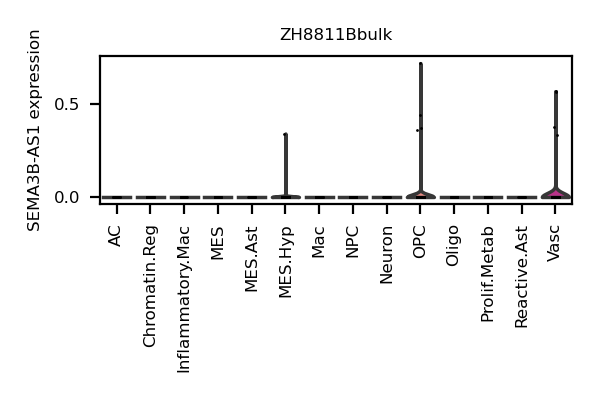 ZH8811Bbulk
SEMA3B-AS1 expression
0.5
0.0
AC
Chromatin.Reg
Inflammatory.Mac
MES
MES.Ast
MES.Hyp
Mac
NPC
Neuron
OPC
Oligo
Prolif.Metab
Reactive.Ast
Vasc